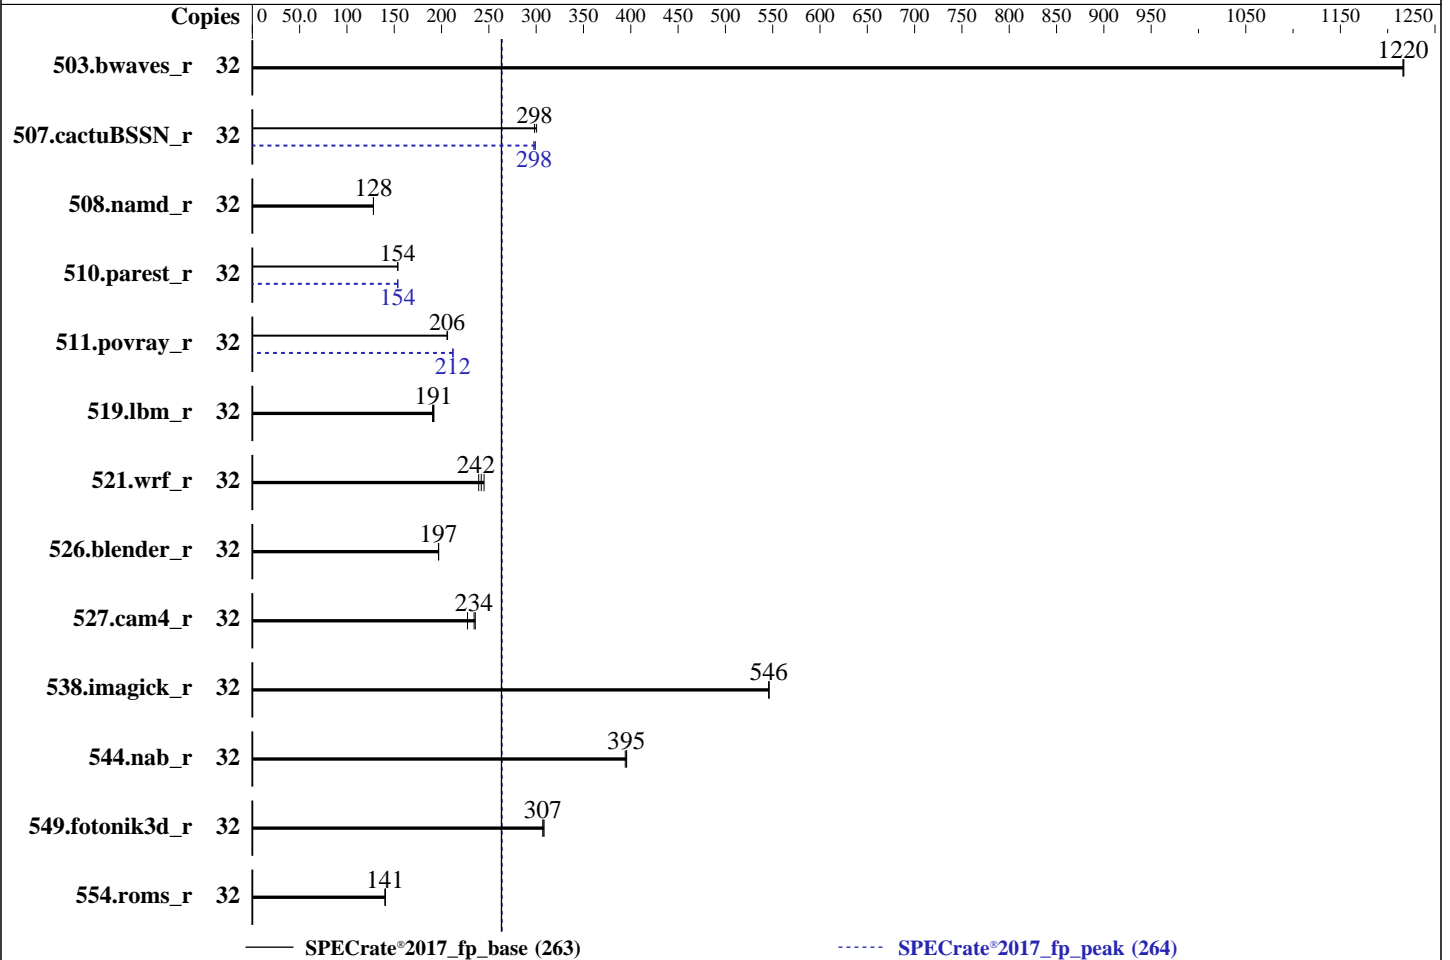 Copies 0 50.0 100 150 200 250 300 350 400 450 500 550 600 650 700 750 800 850 900 950 1050 1150 1250
503.bwaves_r 32 1220
507.cactuBSSN_r 32 298
298
508.namd_r 32 128
510.parest_r 32 154
154
511.povray_r 32 206
212
519.lbm_r 32 191
521.wrf_r 32 242
526.blender_r 32 197
527.cam4_r 32 234
538.imagick_r 32 546
544.nab_r 32 395
549.fotonik3d_r 32 307
554.roms_r 32 141
SPECrate®2017_fp_base (263) SPECrate®2017_fp_peak (264)